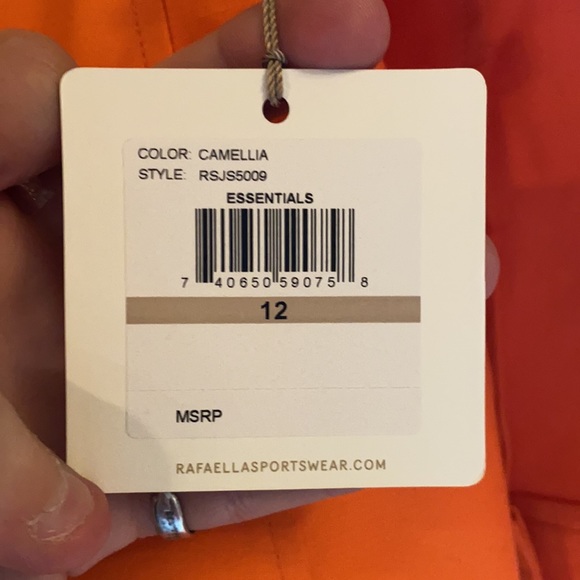 COLOR: CAMELLIA
STYLE: RSJS5009
ESSENTIALS
7 40650 59075 8
12
MSRP
RAFAELLASPORTSWEAR.COM